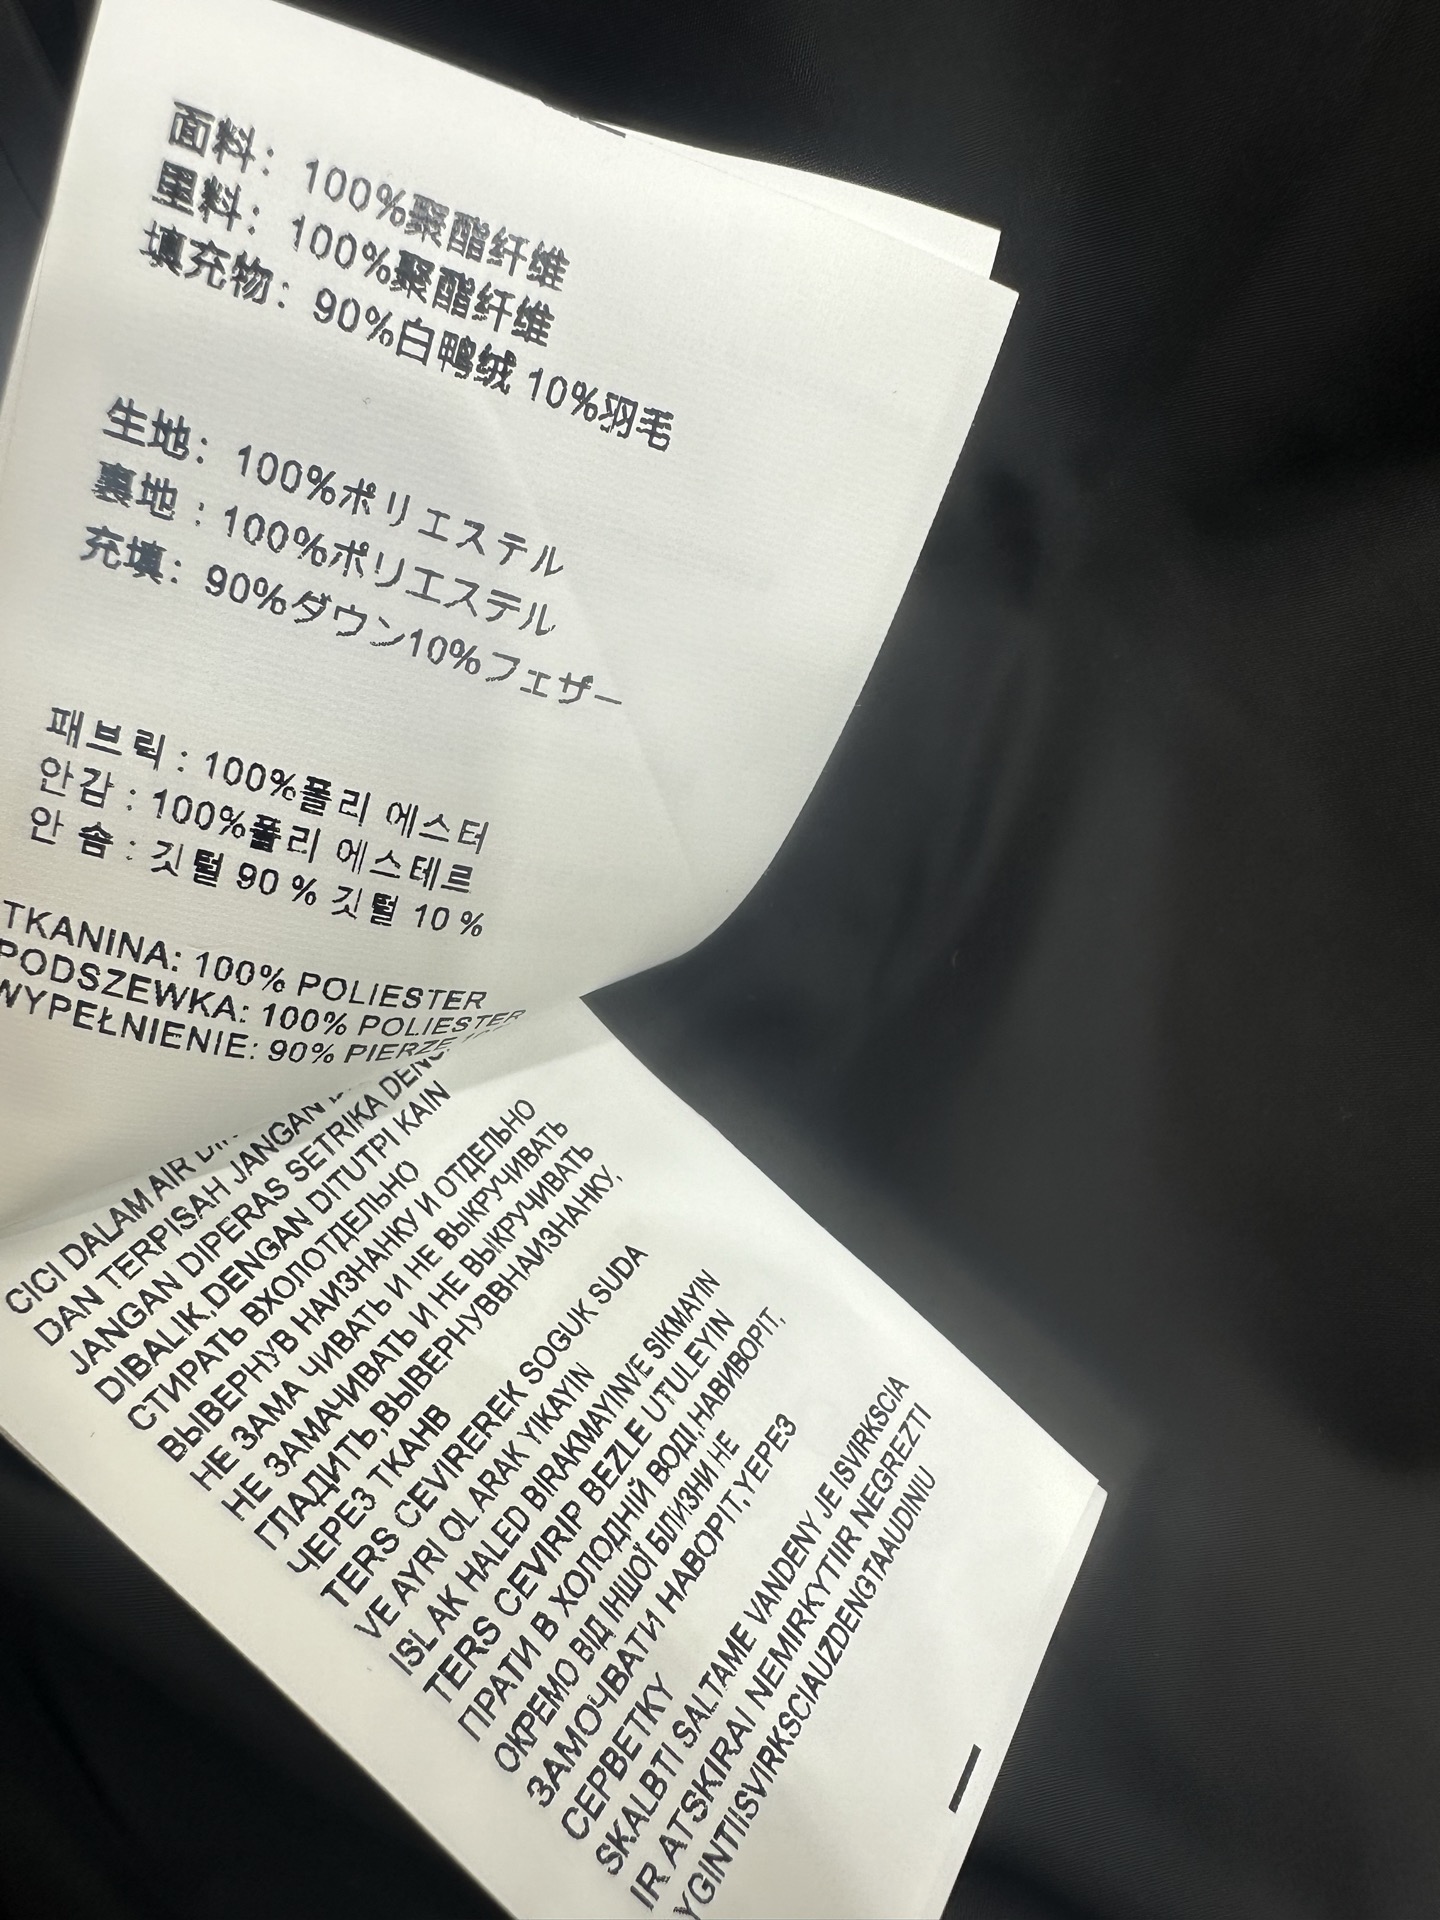 面料：100%聚酯纤维
里料：100%聚酯纤维
填充物：90%白鸭绒 10%羽毛
生地：100%ポリエステル
裏地：100%ポリエステル
充填：90%ダウン10%フェザー
패브릭 : 100%폴리 에스터
안감 : 100%폴리 에스테르
안 솜 : 깃털 90 % 깃털 10 %
TKANINA: 100% POLIESTER
PODSZEWKA: 100% POLIESTER
WYPEŁNIENIE: 90% PIERZE
CICI DALAM AIR
DAN TERPISAH JANGAN
JANGAN DIPERAS SETRIKA
DIBALIK,DENGAN DITUTPI KAIN
СТИРАТЬ ВХОЛОТДЕЛЬНО
ВЫВЕРНУВ НАИЗНАНКУ И ОТДЕЛЬНО
НЕ ЗАМА ЧИВАТЬ И НЕ ВЫКРУЧИВАТЬ
НЕ ЗАМАЧИВАТЬ И НЕ ВЫКРУЧИВАТЬ
ГЛАДИТЬ,ВЫВЕРНУВВНАИЗНАНКУ,
ЧЕРЕЗ ТКАНВ
TERS CEVIREREK SOGUK SUDA
VE AYRI OLARAK YIKAYIN
ISLAK HALED BIRAKMAYINVE SIKMAYIN
TERS CEVIRIP BEZLE UTULEYIN
ПРАТИ В ХОЛОДНІЙ ВОДІ,НАВИВОРІТ,
ОКРЕМО ВІД ІНШОЇ БІЛИЗНИ НЕ
ЗАМОЧВАТИ НАВОРІТ,ЧЕРЕЗ
СЕРВЕТКУ
SKALBTI SALTAME VANDENY JE ISVIRKSCIA
IR ATSKIRAI NEMIRKYTIIR NEGREZTI
YGINTIISVIRKSCIAUZDENGTAAUDINIU